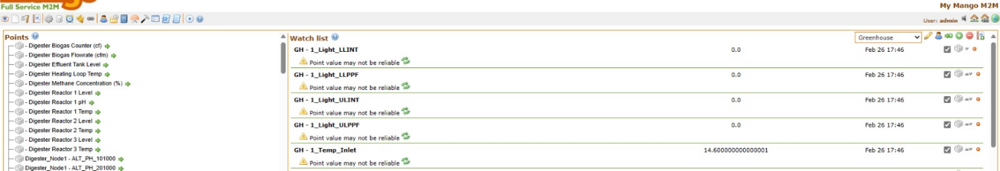 Full Service M2M
My Mango M2M
User: admin
Points
- Digester Biogas Counter (cf)
- Digester Biogas Flowrate (cfm)
- Digester Effluent Tank Level
- Digester Heating Loop Temp
- Digester Methane Concentration (%)
- Digester Reactor 1 Level
- Digester Reactor 1 pH
- Digester Reactor 1 Temp
- Digester Reactor 2 Level
- Digester Reactor 2 Temp
- Digester Reactor 3 Level
- Digester Reactor 3 Temp
Digester_Node1 - ALT_PH_101000
Digester_Node1 - ALT_PH_201000
Watch list
Greenhouse
GH - 1_Light_LLINT 0.0 Feb 26 17:46
Point value may not be reliable
GH - 1_Light_LLPPF 0.0 Feb 26 17:46
Point value may not be reliable
GH - 1_Light_ULINT 0.0 Feb 26 17:46
Point value may not be reliable
GH - 1_Light_ULPPF 0.0 Feb 26 17:46
Point value may not be reliable
GH - 1_Temp_Inlet 14.600000000000001 Feb 26 17:46
Point value may not be reliable